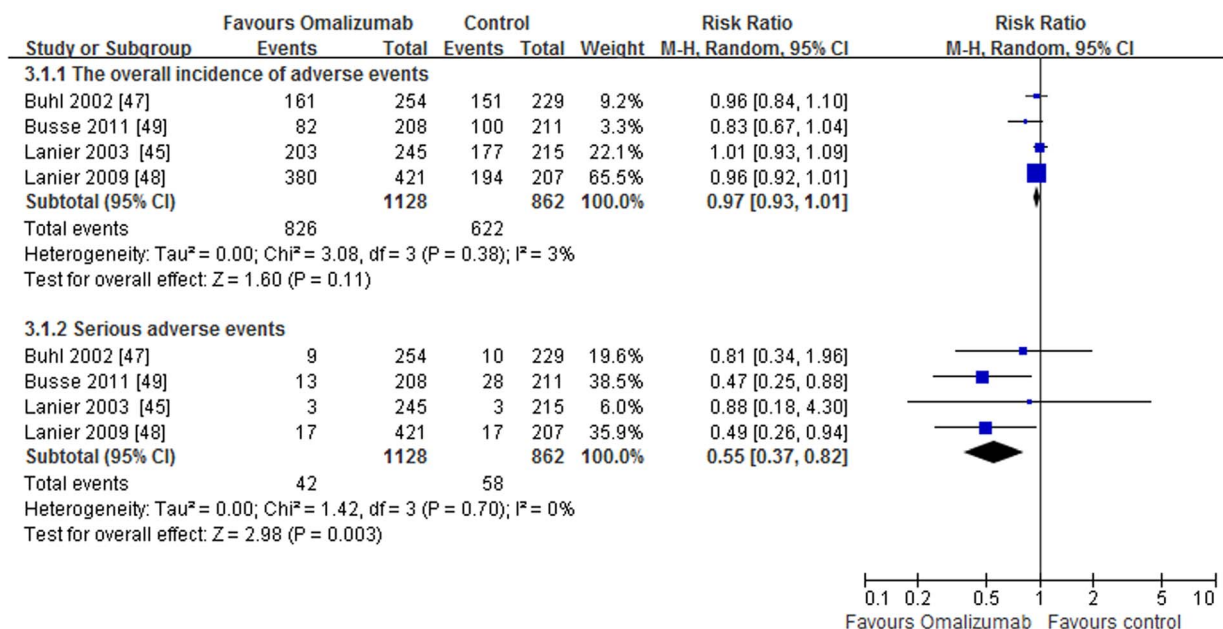 Favours Omalizumab Control Risk Ratio Risk Ratio
Study or Subgroup Events Total Events Total Weight M-H, Random, 95% CI M-H, Random, 95% CI
3.1.1 The overall incidence of adverse events
Buhl 2002 [47] 161 254 151 229 9.2% 0.96 [0.84, 1.10]
Busse 2011 [49] 82 208 100 211 3.3% 0.83 [0.67, 1.04]
Lanier 2003 [45] 203 245 177 215 22.1% 1.01 [0.93, 1.09]
Lanier 2009 [48] 380 421 194 207 65.5% 0.96 [0.92, 1.01]
Subtotal (95% CI) 1128 862 100.0% 0.97 [0.93, 1.01]
Total events 826 622
Heterogeneity: Tau² = 0.00; Chi² = 3.08, df = 3 (P = 0.38); I² = 3%
Test for overall effect: Z = 1.60 (P = 0.11)
3.1.2 Serious adverse events
Buhl 2002 [47] 9 254 10 229 19.6% 0.81 [0.34, 1.96]
Busse 2011 [49] 13 208 28 211 38.5% 0.47 [0.25, 0.88]
Lanier 2003 [45] 3 245 3 215 6.0% 0.88 [0.18, 4.30]
Lanier 2009 [48] 17 421 17 207 35.9% 0.49 [0.26, 0.94]
Subtotal (95% CI) 1128 862 100.0% 0.55 [0.37, 0.82]
Total events 42 58
Heterogeneity: Tau² = 0.00; Chi² = 1.42, df = 3 (P = 0.70); I² = 0%
Test for overall effect: Z = 2.98 (P = 0.003)
0.1 0.2 0.5 1 2 5 10
Favours Omalizumab Favours control